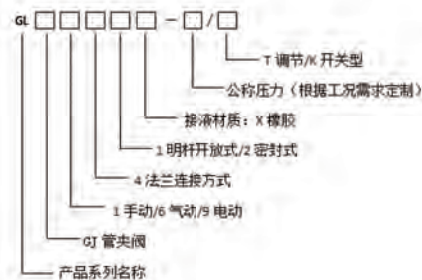 GL□□□□□-□/□
T 调节/K 开关型
公称压力（根据工况需求定制）
接液材质：X 橡胶
1 明杆开放式/2 密封式
4 法兰连接方式
1 手动/6 气动/9 电动
GJ 管夹阀
产品系列名称